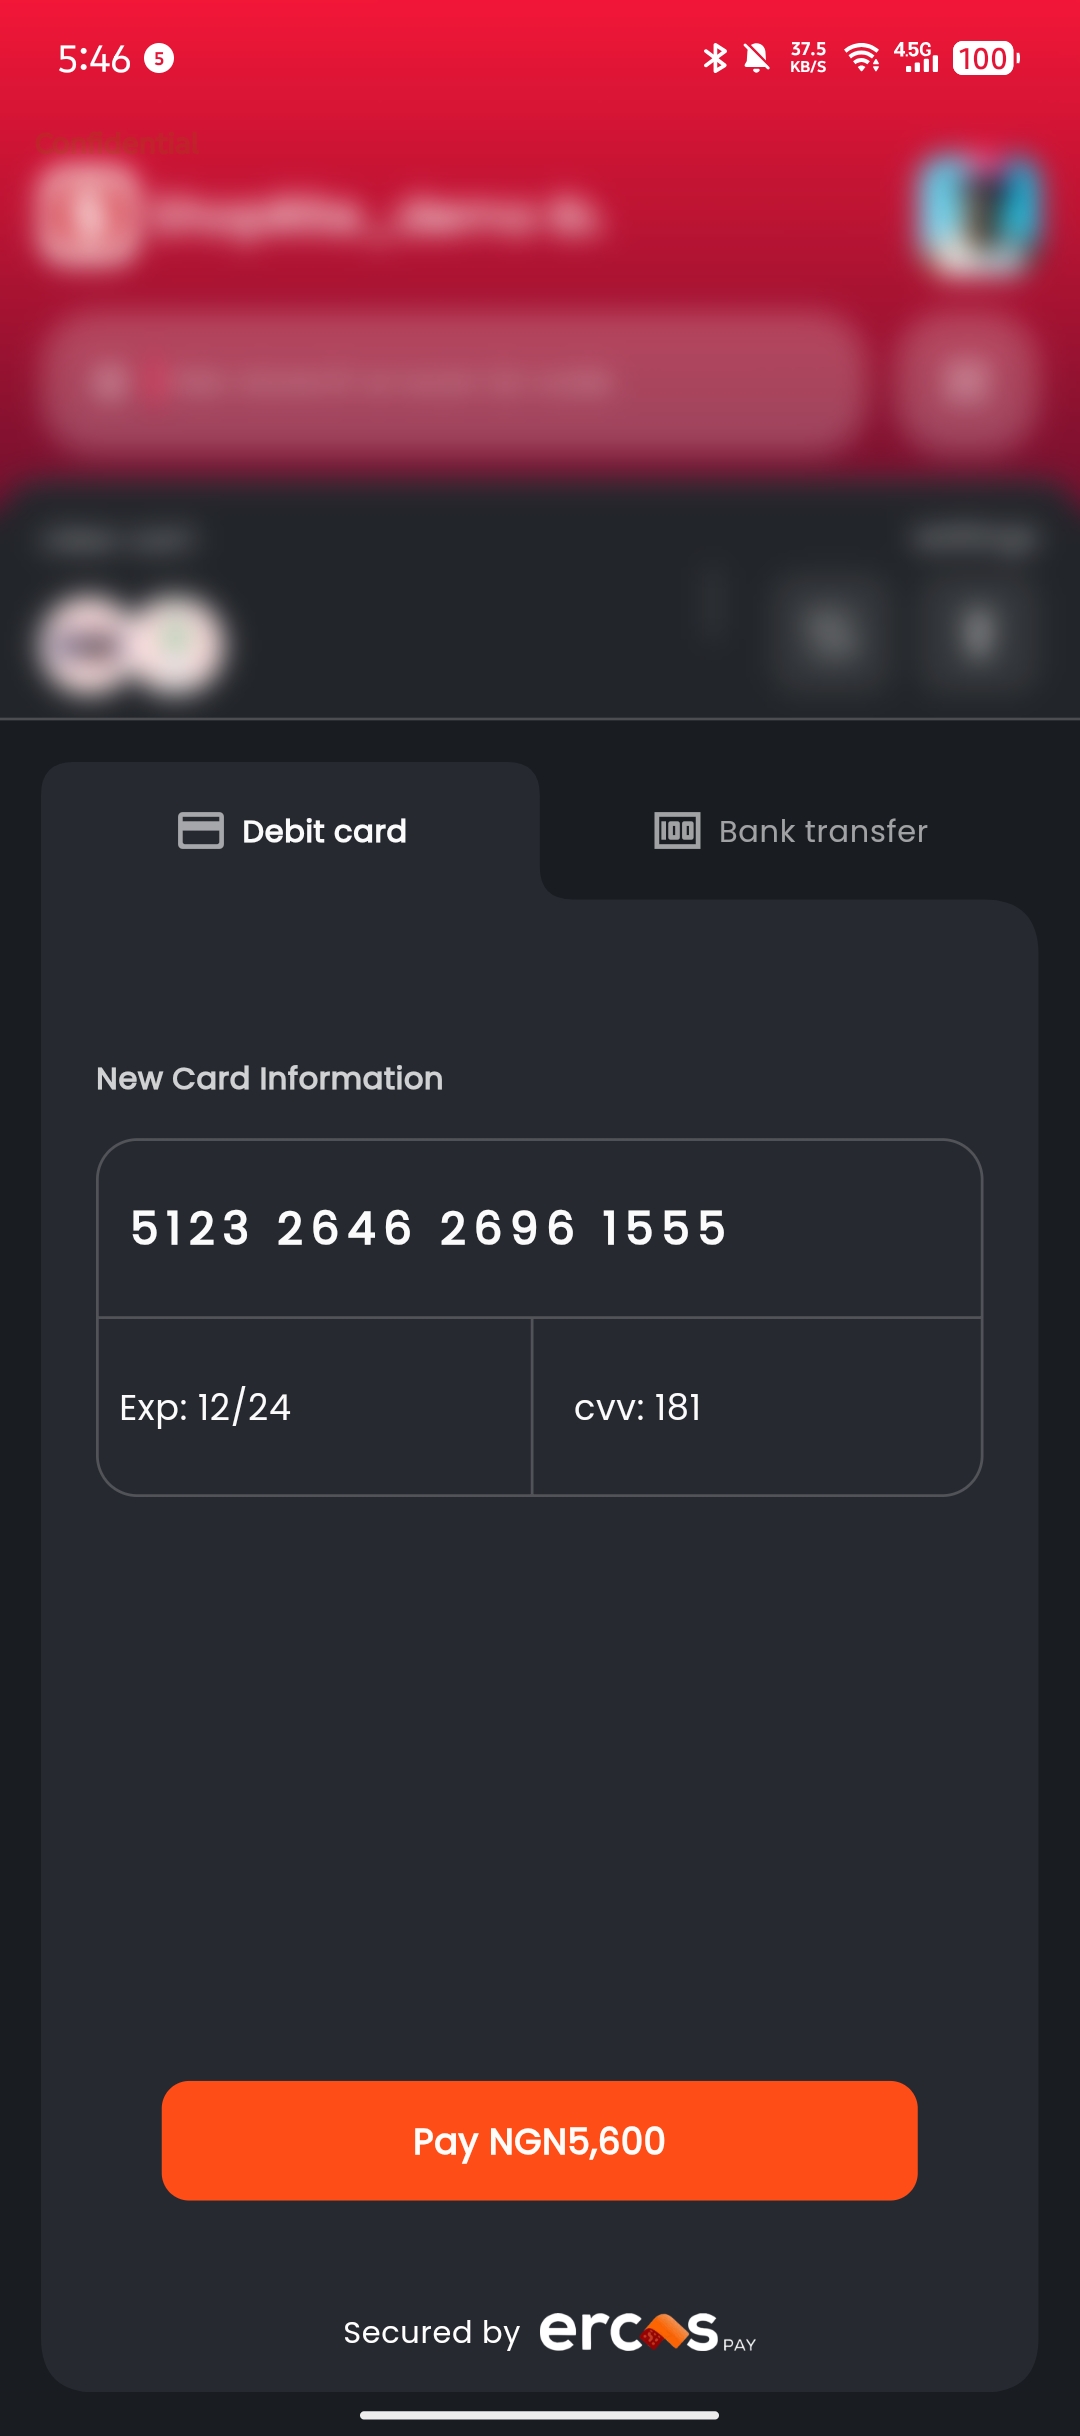 5:46
5
37.5
KB/S
4.5G
100
Confidential
Debit card
Bank transfer
New Card Information
5123 2646 2696 1555
Exp: 12/24
cvv: 181
Pay NGN5,600
Secured by ercas PAY